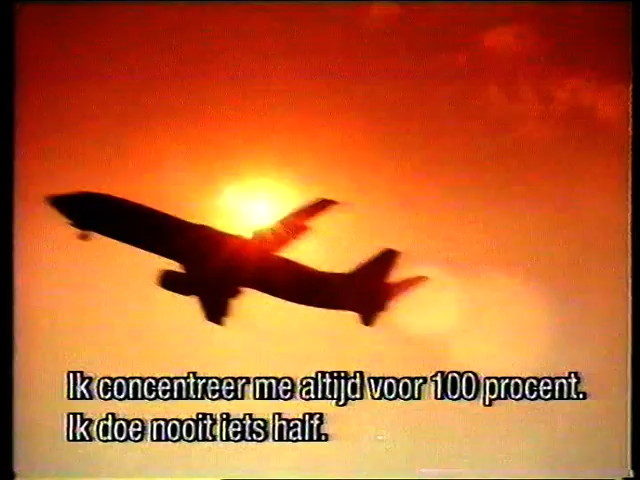 Ik concentreer me altijd voor 100 procent.
Ik doe nooit iets half.